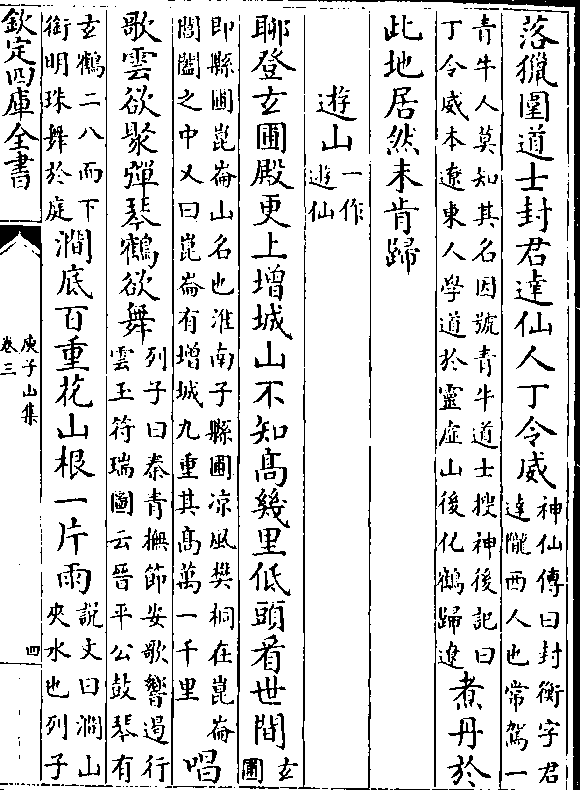 落獵圍道士封君達仙人丁令威
神仙傳曰封衡字君
達隴西人也常駕一
青牛人莫知其名因號青牛道士搜神後記曰
丁令威本遼東人學道於靈虛山後化鶴歸遼
煮丹於
此地居然未肯歸
遊山
一作
遊仙
聊登玄圃殿更上增城山不知髙幾里低頭看世間
玄
圃
即縣圃崑崙山名也淮南子縣圃凉風樊桐在崑崙
閶闔之中又曰崑崙有增城九重其髙萬一千里
唱
歌雲欲聚彈琴鶴欲舞
列子曰秦青撫節安歌響遏行
雲玉符瑞圖云晉平公鼓琴有
玄鶴二八而下
銜明珠舞於庭
澗底百重花山根一片雨
說文曰澗山
夾水也列子
欽定四庫全書
庾子山集
卷三
四